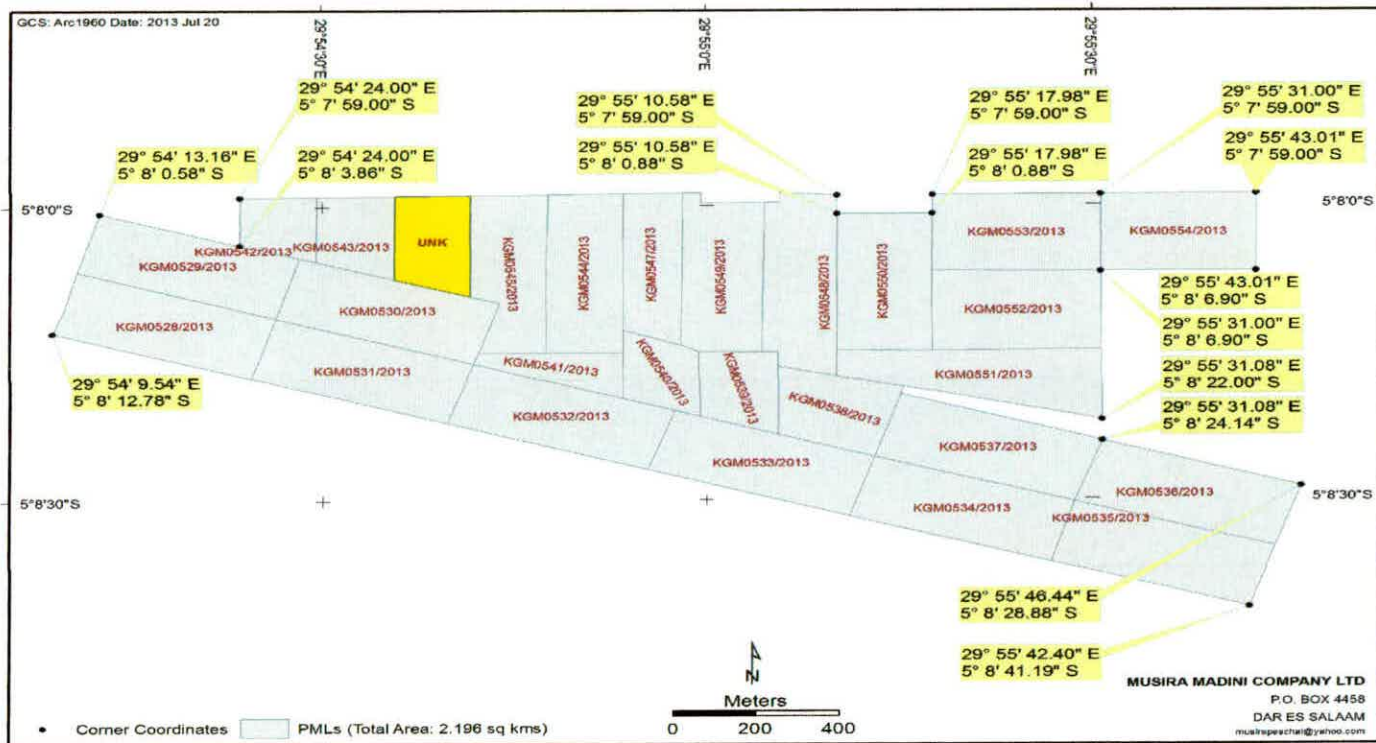 GCS: Arc1960 Date: 2013 Jul 20
29°54'30"E
29°55'0"E
29°55'30"E
29° 54' 24.00" E
5° 7' 59.00" S
29° 55' 10.58" E
5° 7' 59.00" S
29° 55' 17.98" E
5° 7' 59.00" S
29° 55' 31.00" E
5° 7' 59.00" S
29° 54' 13.16" E
5° 8' 0.58" S
29° 54' 24.00" E
5° 8' 3.86" S
29° 55' 10.58" E
5° 8' 0.88" S
29° 55' 17.98" E
5° 8' 0.88" S
29° 55' 43.01" E
5° 7' 59.00" S
5°8'0"S
5°8'0"S
KGM0542/2013
KGM0543/2013
UNK
KGM0545/2013
KGM0544/2013
KGM0547/2013
KGM0549/2013
KGM0548/2013
KGM0550/2013
KGM0553/2013
KGM0554/2013
KGM0529/2013
KGM0530/2013
KGM0552/2013
29° 55' 43.01" E
5° 8' 6.90" S
29° 55' 31.00" E
5° 8' 6.90" S
KGM0528/2013
KGM0531/2013
KGM0541/2013
KGM0540/2013
KGM0539/2013
KGM0538/2013
KGM0551/2013
29° 55' 31.08" E
5° 8' 22.00" S
29° 55' 31.08" E
5° 8' 24.14" S
29° 54' 9.54" E
5° 8' 12.78" S
KGM0532/2013
KGM0533/2013
KGM0537/2013
KGM0534/2013
KGM0536/2013
KGM0535/2013
5°8'30"S
5°8'30"S
29° 55' 46.44" E
5° 8' 28.88" S
29° 55' 42.40" E
5° 8' 41.19" S
N
Meters
0 200 400
Corner Coordinates
PMLs (Total Area: 2.196 sq kms)
MUSIRA MADINI COMPANY LTD
P.O. BOX 4458
DAR ES SALAAM